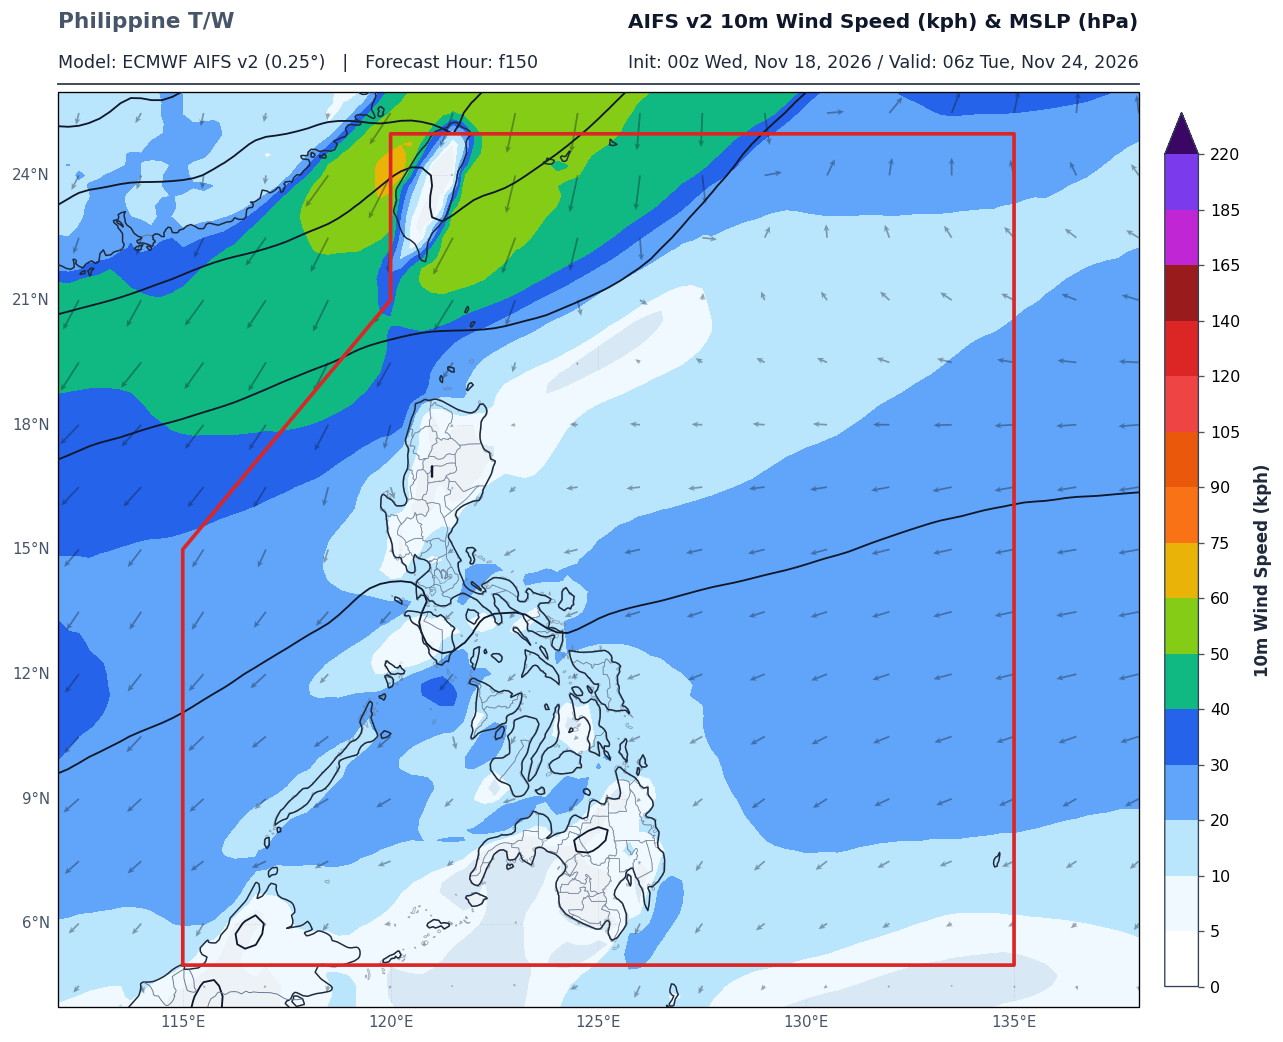 Philippine T/W
AIFS v2 10m Wind Speed (kph) & MSLP (hPa)
Model: ECMWF AIFS v2 (0.25°) | Forecast Hour: f150
Init: 00z Wed, Nov 18, 2026 / Valid: 06z Tue, Nov 24, 2026
24°N
21°N
18°N
15°N
12°N
9°N
6°N
115°E
120°E
125°E
130°E
135°E
220
185
165
140
120
105
90
75
60
50
40
30
20
10
5
0
10m Wind Speed (kph)